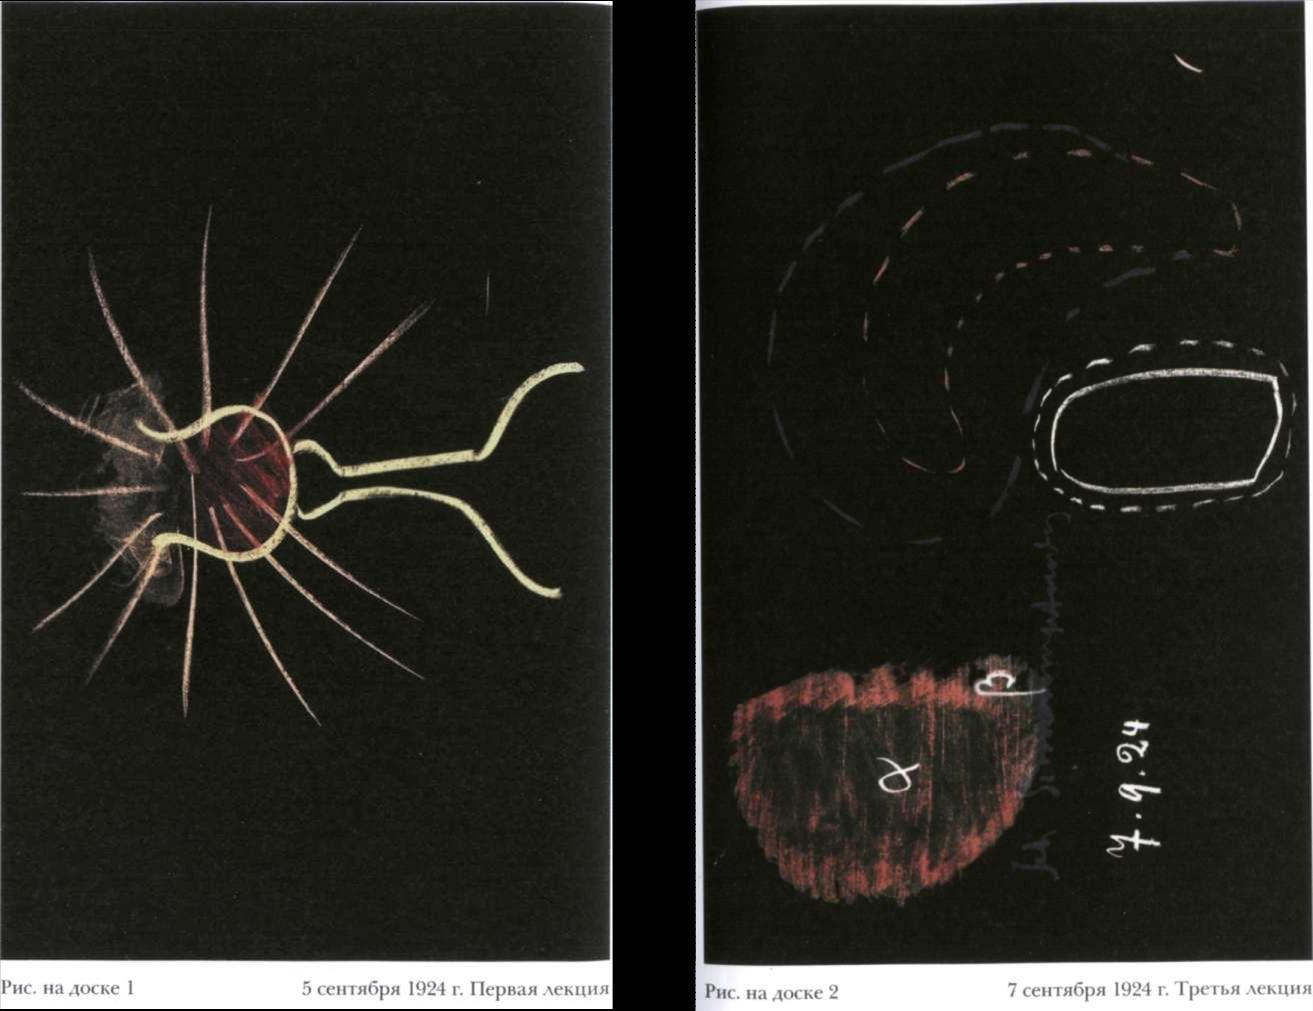 Рис. на доске 1
5 сентября 1924 г. Первая лекция
β
α
7.9.24
Рис. на доске 2
7 сентября 1924 г. Третья лекция